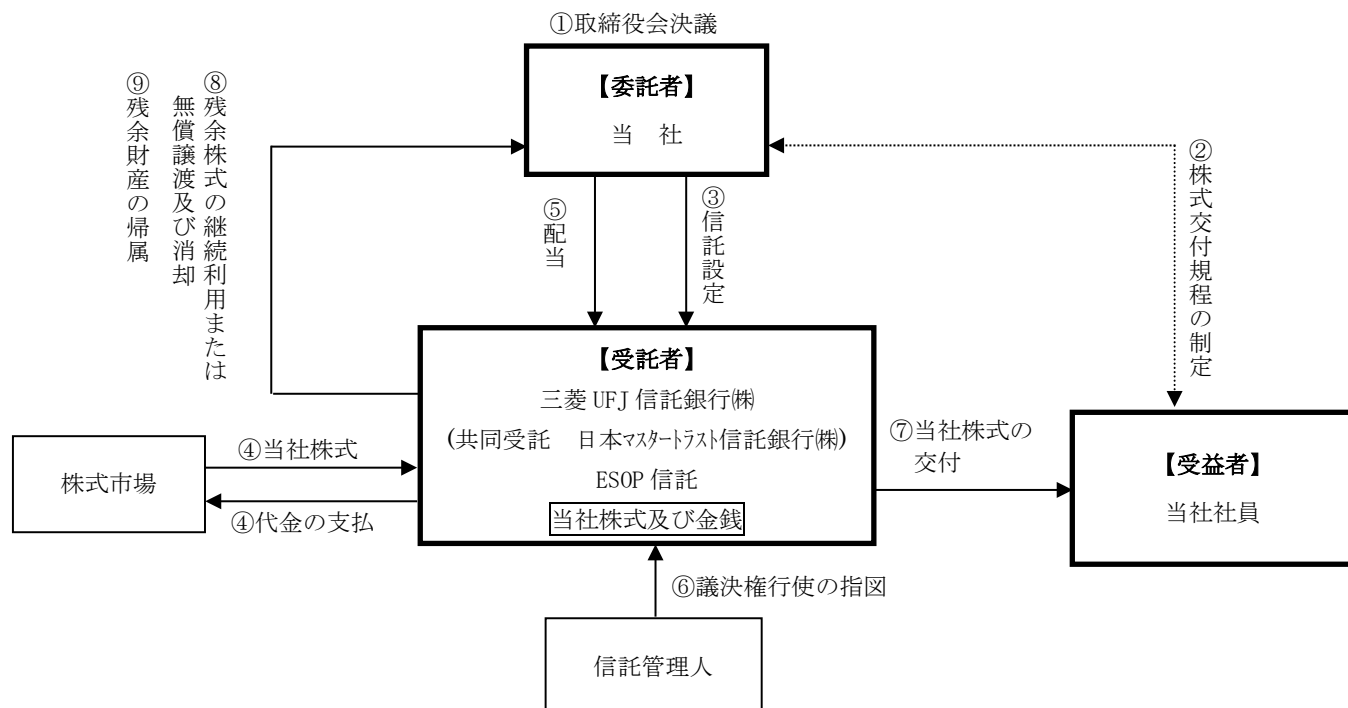 ①取締役会決議
【委託者】
当 社
⑨残余財産の帰属
⑧残余株式の継続利用または
無償譲渡及び消却
⑤配当
③信託設定
②株式交付規程の制定
【受託者】
三菱 UFJ 信託銀行㈱
(共同受託 日本ﾏｽﾀｰﾄﾗｽﾄ信託銀行㈱)
ESOP 信託
当社株式及び金銭
株式市場
④当社株式
④代金の支払
⑦当社株式の
交付
【受益者】
当社社員
⑥議決権行使の指図
信託管理人